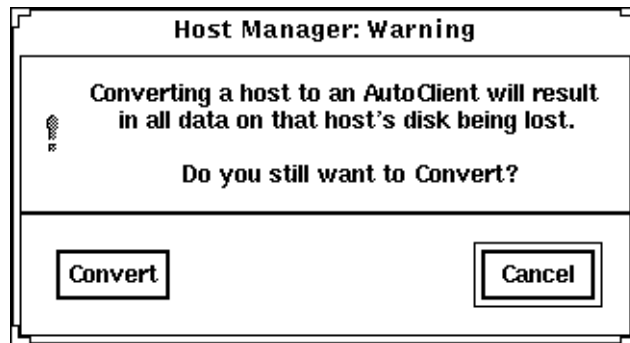 Host Manager: Warning
Converting a host to an AutoClient will result
in all data on that host's disk being lost.
Do you still want to Convert?
Convert
Cancel